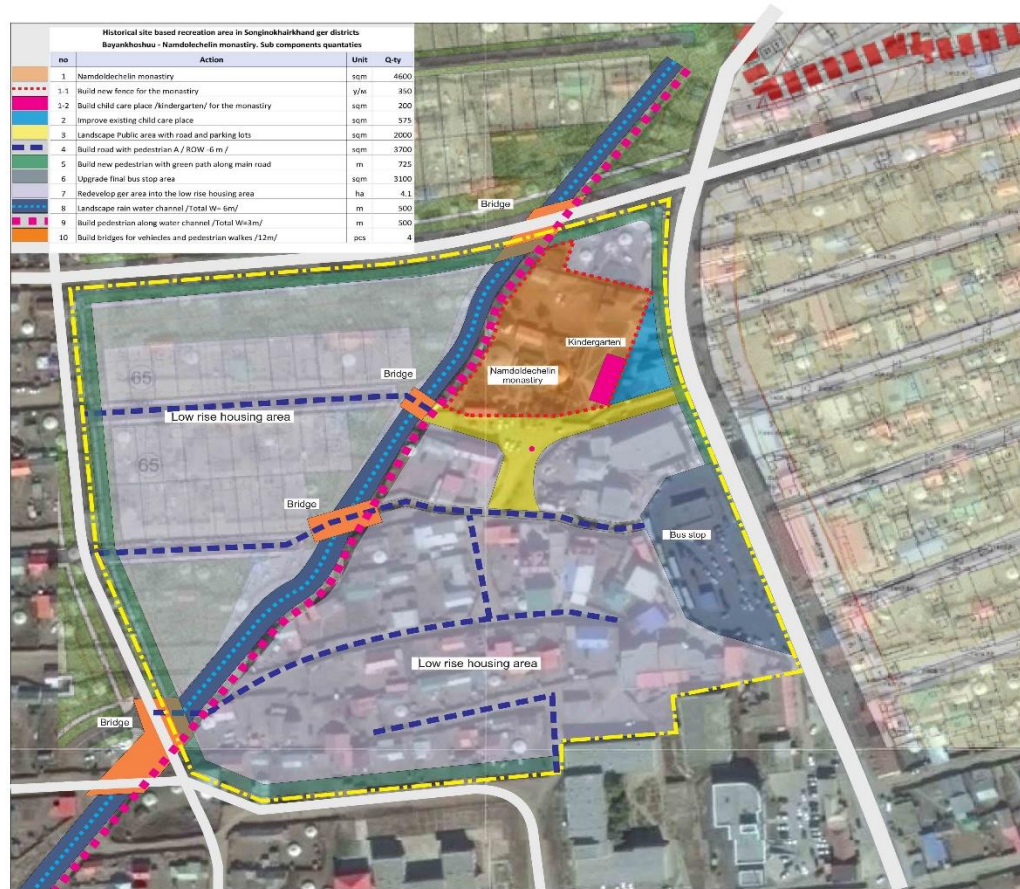 Historical site based recreation area in Songinokhairkhand ger districts
Bayankhoshuu - Namdolechelin monastiry. Sub components quantaties
no Action Unit Q-ty
1 Namdoldechelin monastiry sqm 4600
1-1 Build new fence for the monastiry у/м 350
1-2 Build child care place /kindergarten/ for the monastiry sqm 200
2 Improve existing child care place sqm 575
3 Landscape Public area with road and parking lots sqm 2000
4 Build road with pedestrian A / ROW -6 m / sqm 3700
5 Build new pedestrian with green path along main road m 725
6 Upgrade final bus stop area sqm 3100
7 Redevelop ger area into the low rise housing area ha 4.1
8 Landscape rain water channel /Total W= 6m/ m 500
9 Build pedestrian along water channel /Total W=3m/ m 500
10 Build bridges for vehiecles and pedestrian walkes /12m/ pcs 4
Bridge
Kindergarten
Namdoldechelin
monastiry
Bridge
65
Low rise housing area
65
Bridge
Bus stop
Low rise housing area
Bridge